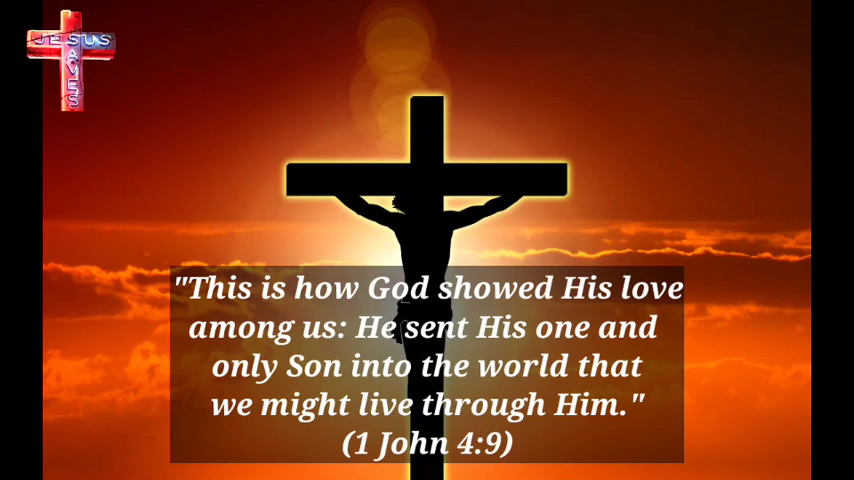 JESUS
SAVES
"This is how God showed His love
among us: He sent His one and
only Son into the world that
we might live through Him."
(1 John 4:9)